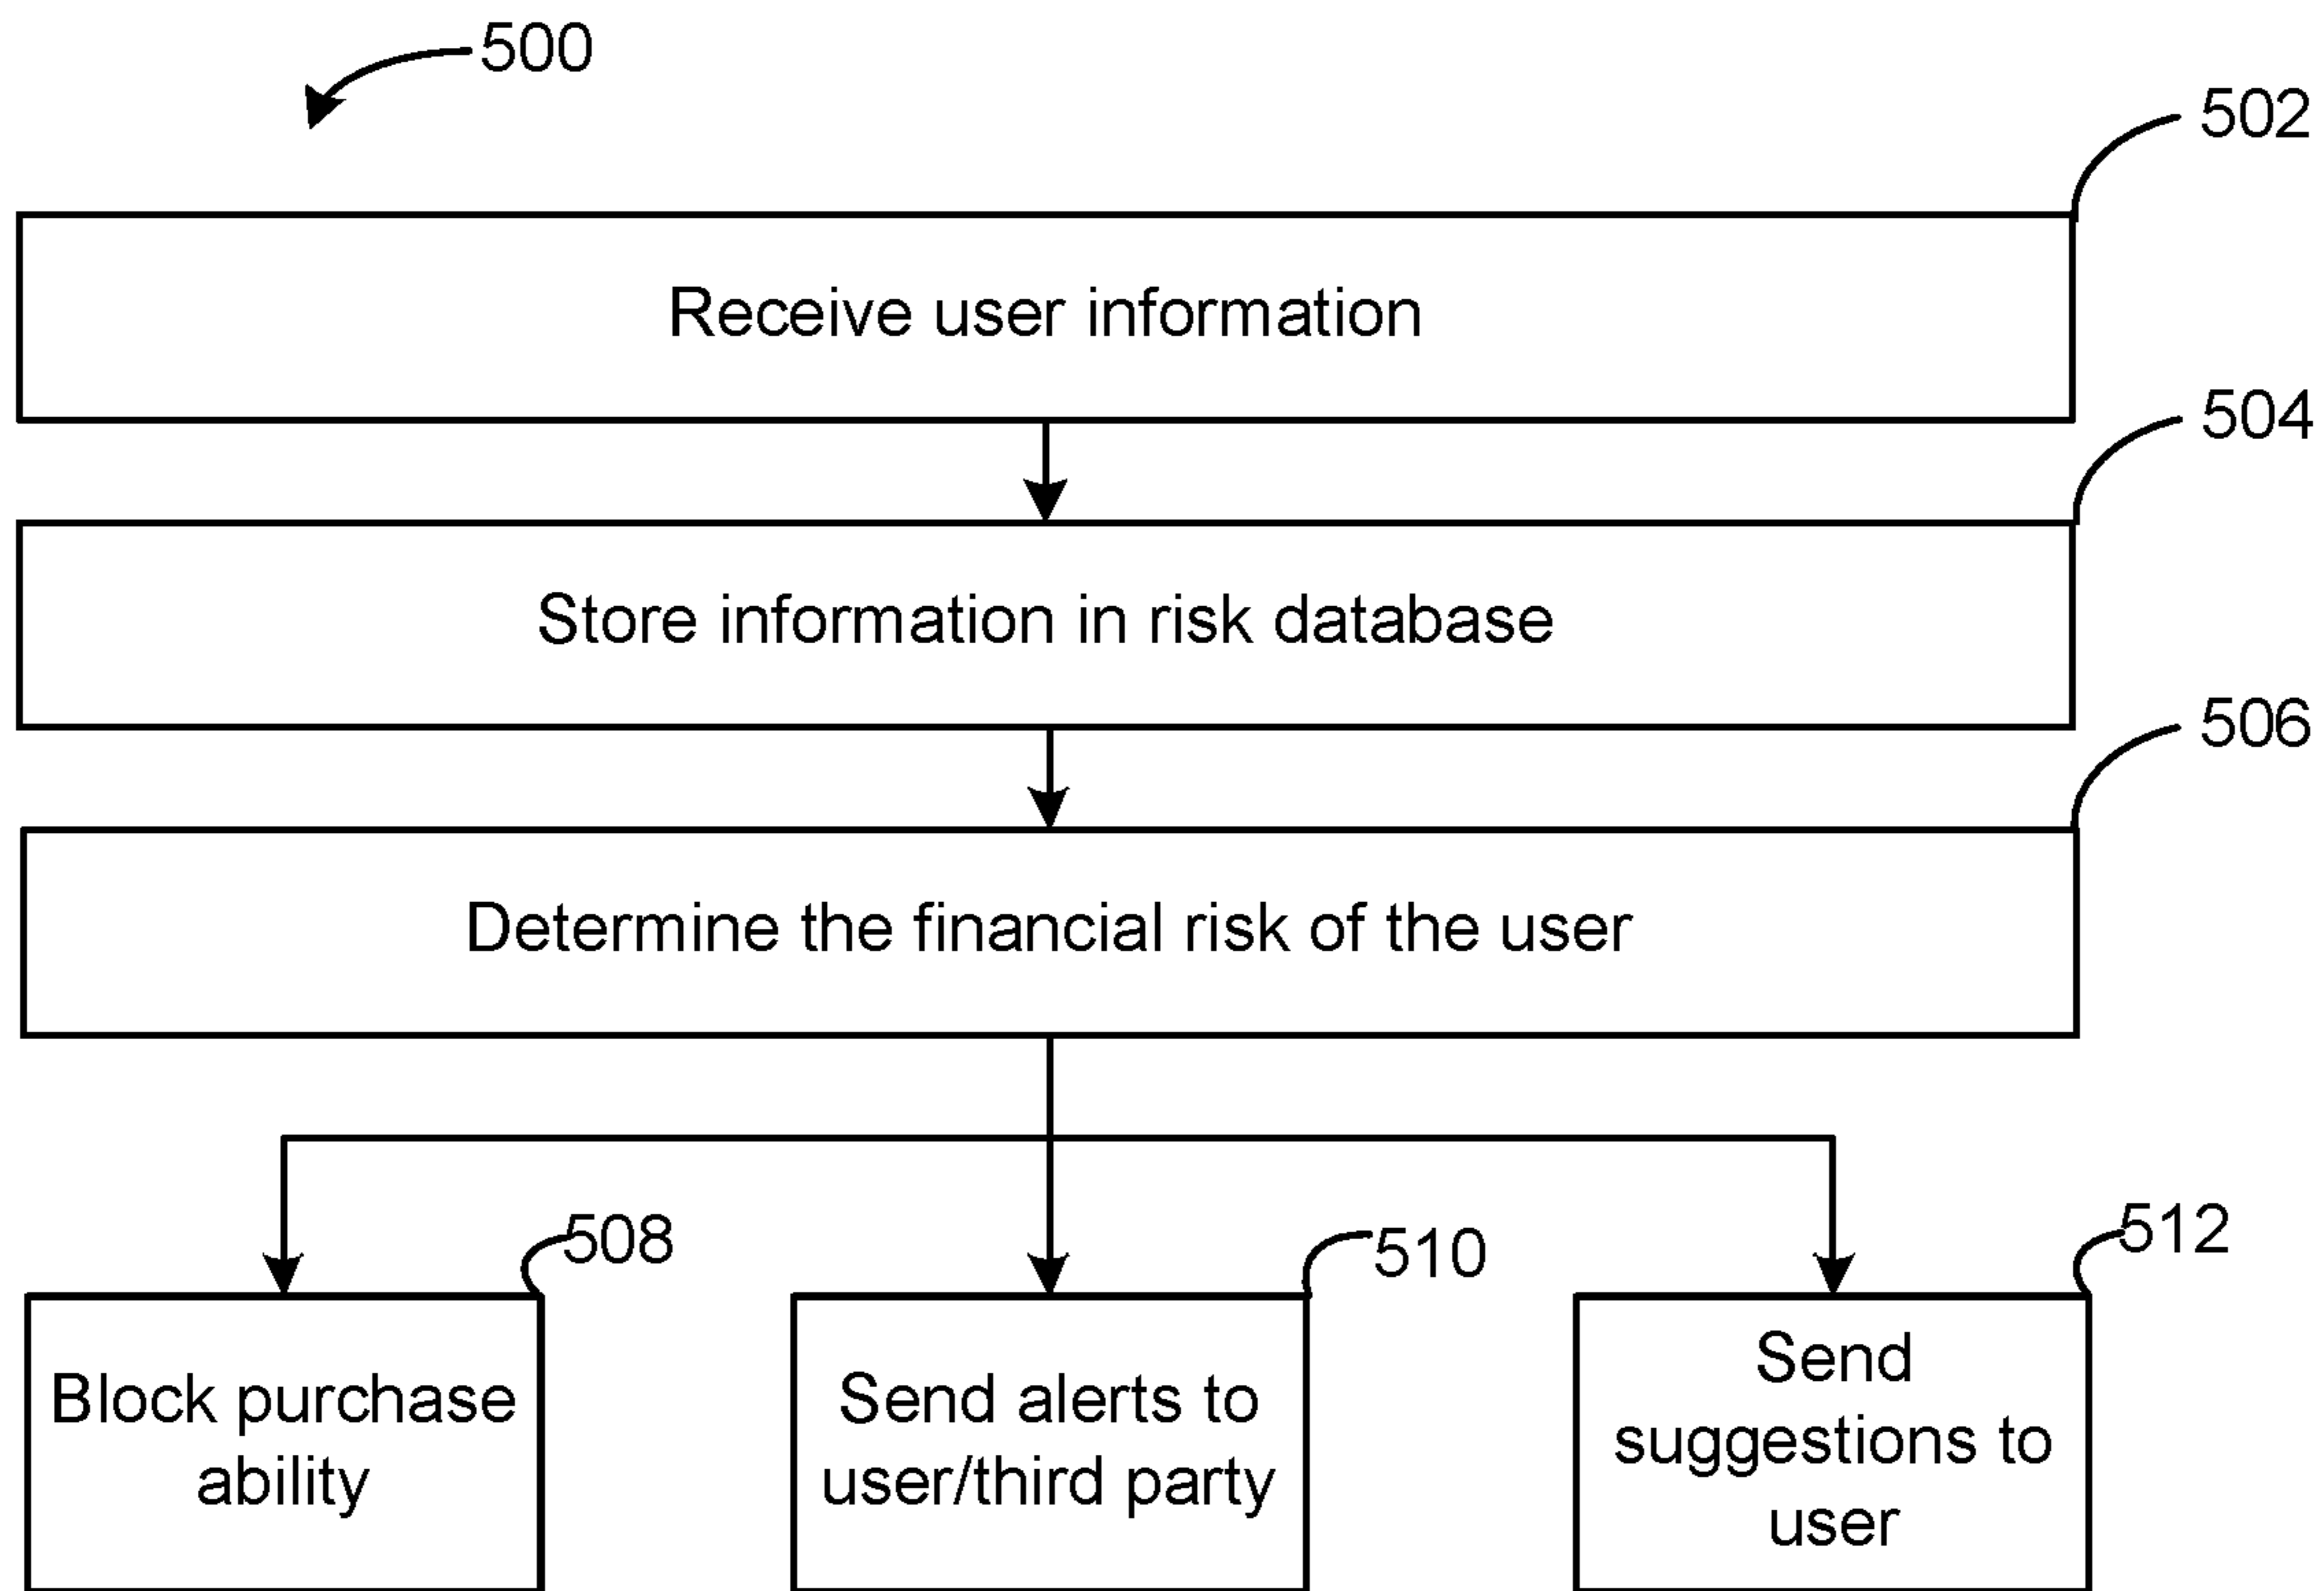 500
502
Receive user information
504
Store information in risk database
506
Determine the financial risk of the user
508
510
512
Block purchase
ability
Send alerts to
user/third party
Send
suggestions to
user